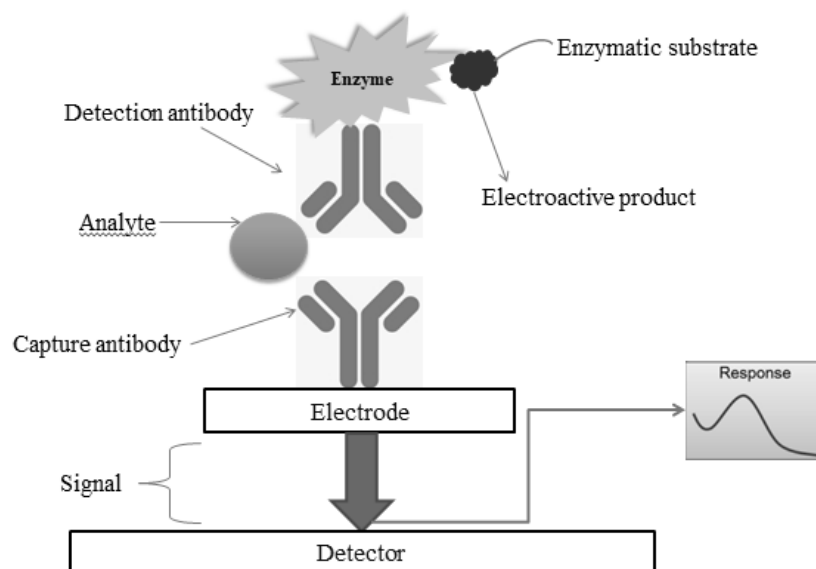 Enzymatic substrate
Enzyme
Detection antibody
Electroactive product
Analyte
Capture antibody
Response
Electrode
Signal
Detector